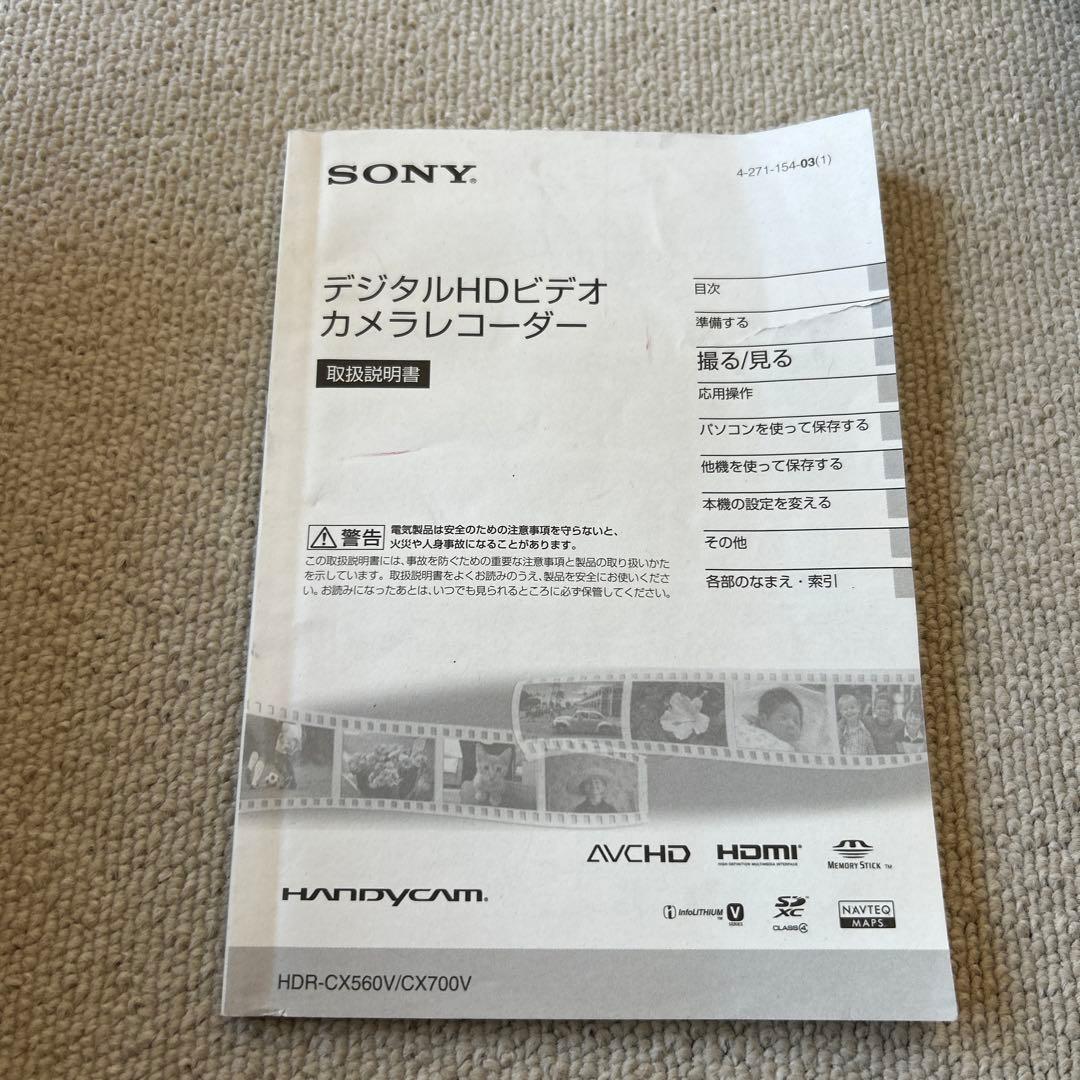 SONY®
4-271-154-03(1)
デジタルHDビデオ
カメラレコーダー
取扱説明書
目次
準備する
撮る/見る
応用操作
パソコンを使って保存する
他機を使って保存する
本機の設定を変える
その他
各部のなまえ・索引
警告
電気製品は安全のための注意事項を守らないと、
火災や人身事故になることがあります。
この取扱説明書には、事故を防ぐための重要な注意事項と製品の取り扱いかた
を示しています。取扱説明書をよくお読みのうえ、製品を安全にお使いくださ
い。お読みになったあとは、いつでも見られるところに必ず保管してください。
AVCHD
HDMI®
HIGH-DEFINITION MULTIMEDIA INTERFACE
MEMORY STICK TM
HANDYCAM®
InfoLITHIUM TM
V
SERIES
SD
XC
CLASS4
NAVTEQ
MAPS
HDR-CX560V/CX700V